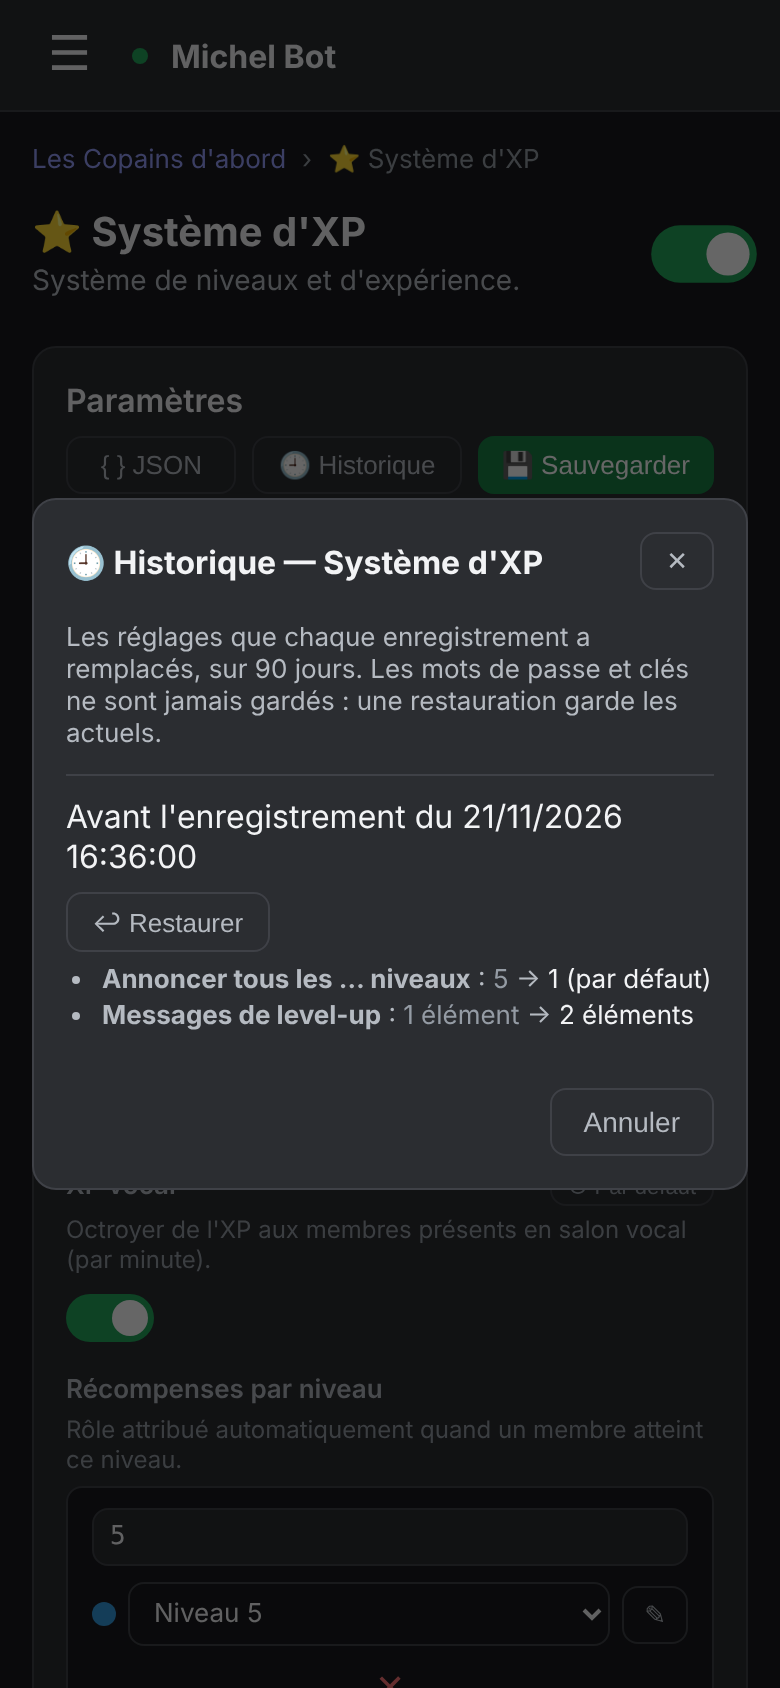 ☰ Michel Bot
Les Copains d'abord › ⭐ Système d'XP
⭐ Système d'XP
Système de niveaux et d'expérience.
Paramètres
{ } JSON 🕘 Historique 💾 Sauvegarder
🕘 Historique — Système d'XP ✕
Les réglages que chaque enregistrement a
remplacés, sur 90 jours. Les mots de passe et clés
ne sont jamais gardés : une restauration garde les
actuels.
Avant l'enregistrement du 21/11/2026
16:36:00
↩ Restaurer
• Annoncer tous les … niveaux : 5 → 1 (par défaut)
• Messages de level-up : 1 élément → 2 éléments
Annuler
Octroyer de l'XP aux membres présents en salon vocal
(par minute).
Récompenses par niveau
Rôle attribué automatiquement quand un membre atteint
ce niveau.
5
Niveau 5 ✎
✕